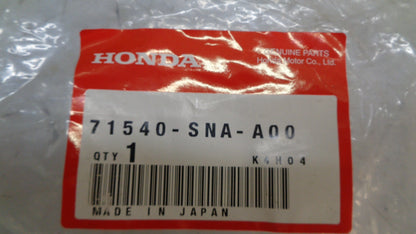 HONDA
GENUINE PARTS
Honda Motor Co., Ltd.
71540-SNA-A00
QTY 1 K4H04
MADE IN JAPAN